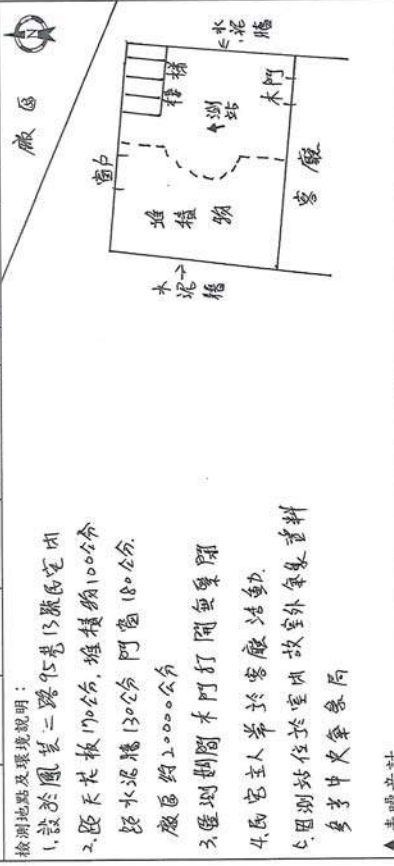 檢測地點及環境說明：
1.設於鳳芸二路95巷13號民宅內
2.距天花板170公分，堆積物100公分
距水泥牆130公分 門窗180公分.
廠區約20000公分
3.監測期間木門打開無緊閉
4.民宅主人常於客廳活動.
5.因測站位於室內 故室外氣象資料
參考中央氣象局
廠區
N
窗戶
樓梯
水泥牆
堆積物
測站
水泥牆
木門
客廳